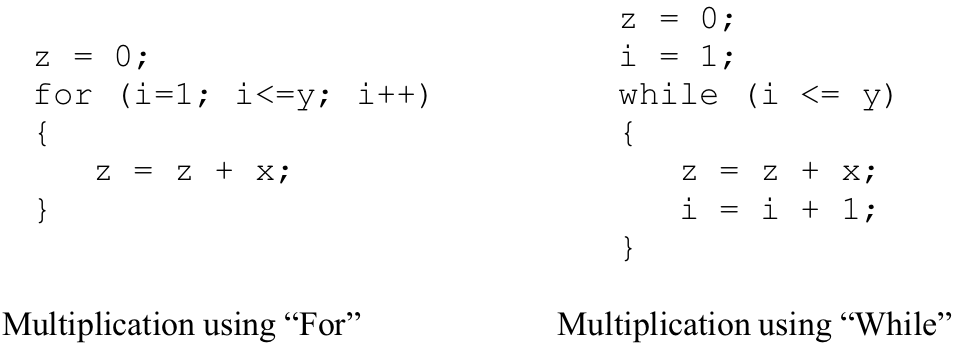 z = 0;
for (i=1; i<=y; i++)
{
   z = z + x;
}
Multiplication using “For”
z = 0;
i = 1;
while (i <= y)
{
   z = z + x;
   i = i + 1;
}
Multiplication using “While”